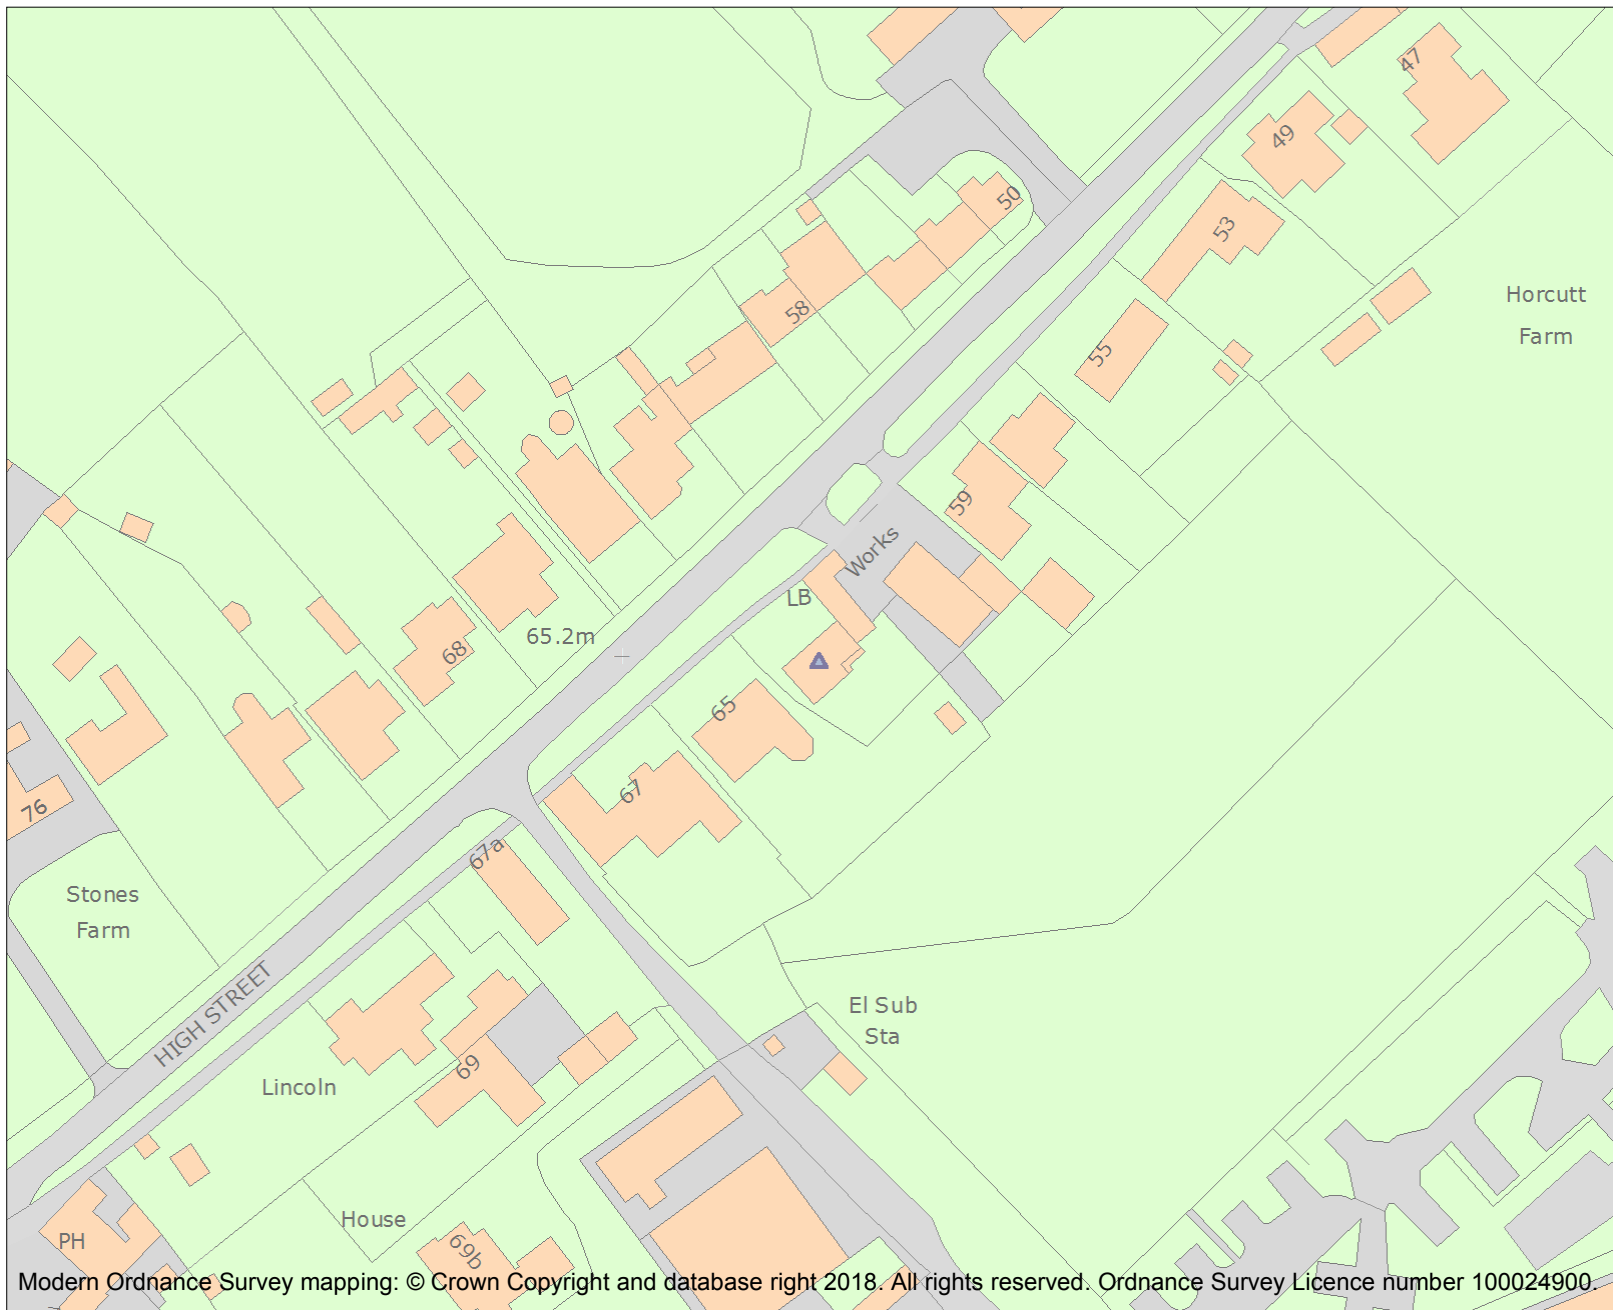 47
49
50
53
Horcutt
Farm
58
55
59
Works
LB
65.2m
68
65
67
76
67a
Stones
Farm
HIGH STREET
El Sub
Sta
69
Lincoln
House
PH
69b
Modern Ordnance Survey mapping: © Crown Copyright and database right 2018. All rights reserved. Ordnance Survey Licence number 100024900.